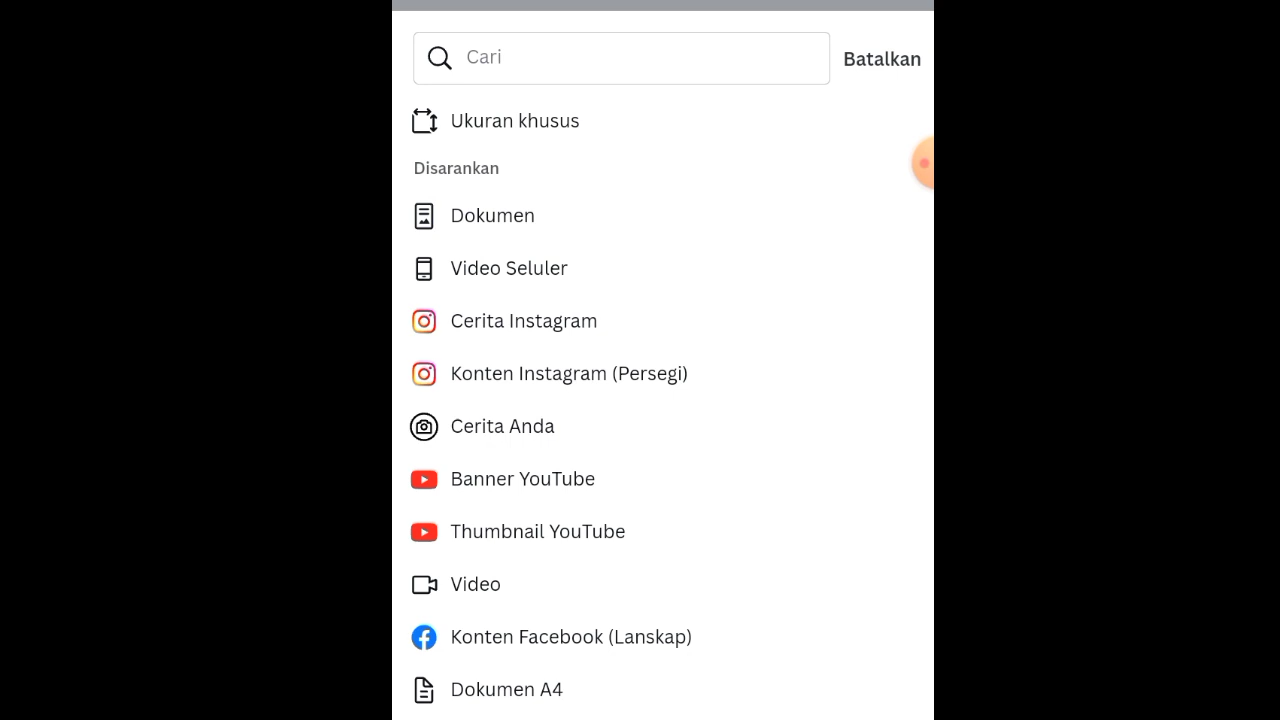 Cari
Batalkan
Ukuran khusus
Disarankan
Dokumen
Video Seluler
Cerita Instagram
Konten Instagram (Persegi)
Cerita Anda
Banner YouTube
Thumbnail YouTube
Video
Konten Facebook (Lanskap)
Dokumen A4